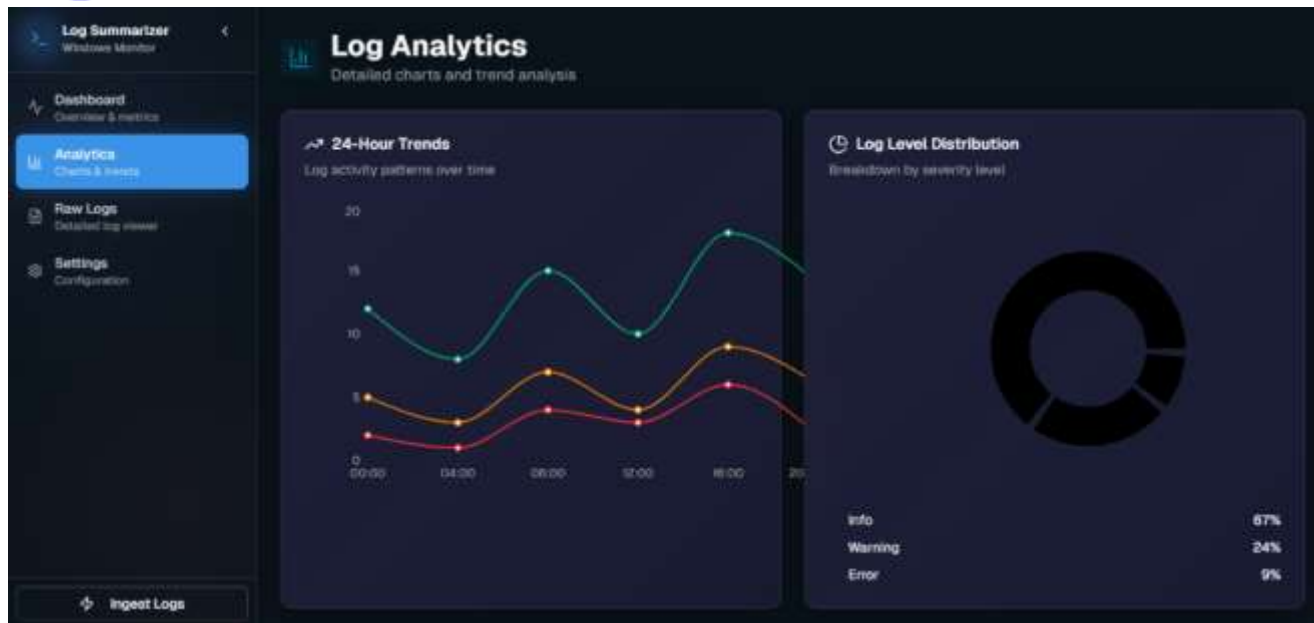 Log Summarizer
Windows Monitor
Dashboard
Overview & metrics
Analytics
Charts & trends
Raw Logs
Detailed log viewer
Settings
Configuration
Ingest Logs
Log Analytics
Detailed charts and trend analysis
24-Hour Trends
Log activity patterns over time
20
15
10
5
0
00:00 04:00 08:00 12:00 16:00 20
Log Level Distribution
Breakdown by severity level
Info 67%
Warning 24%
Error 9%